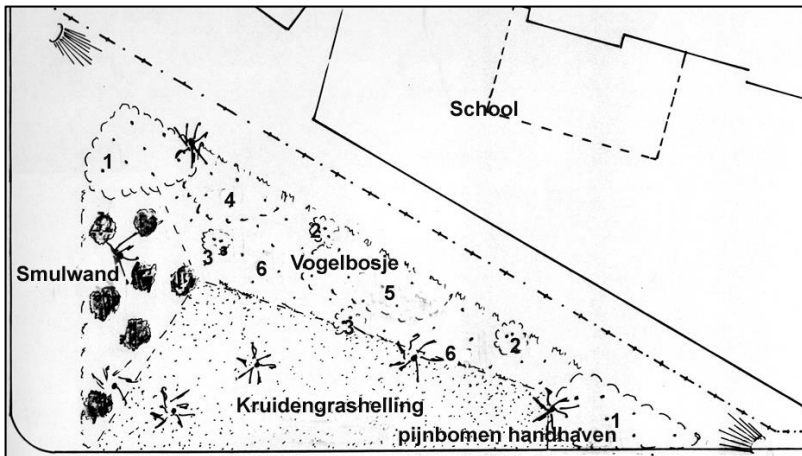 School
1
4
2
3
Vogelbosje
Smulwand
6
5
3
2
6
Kruidengrashelling
1
pijnbomen handhaven